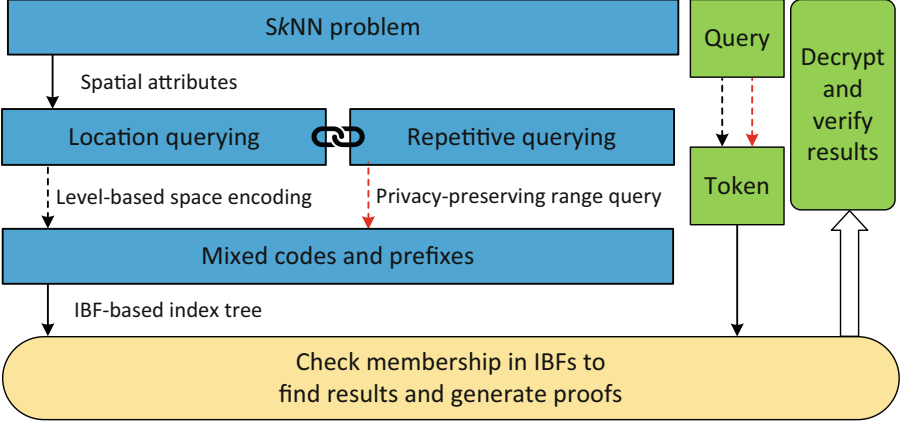 SkNN problem
Spatial attributes
Location querying
Repetitive querying
Level-based space encoding
Privacy-preserving range query
Mixed codes and prefixes
IBF-based index tree
Query
Token
Decrypt
and
verify
results
Check membership in IBFs to
find results and generate proofs